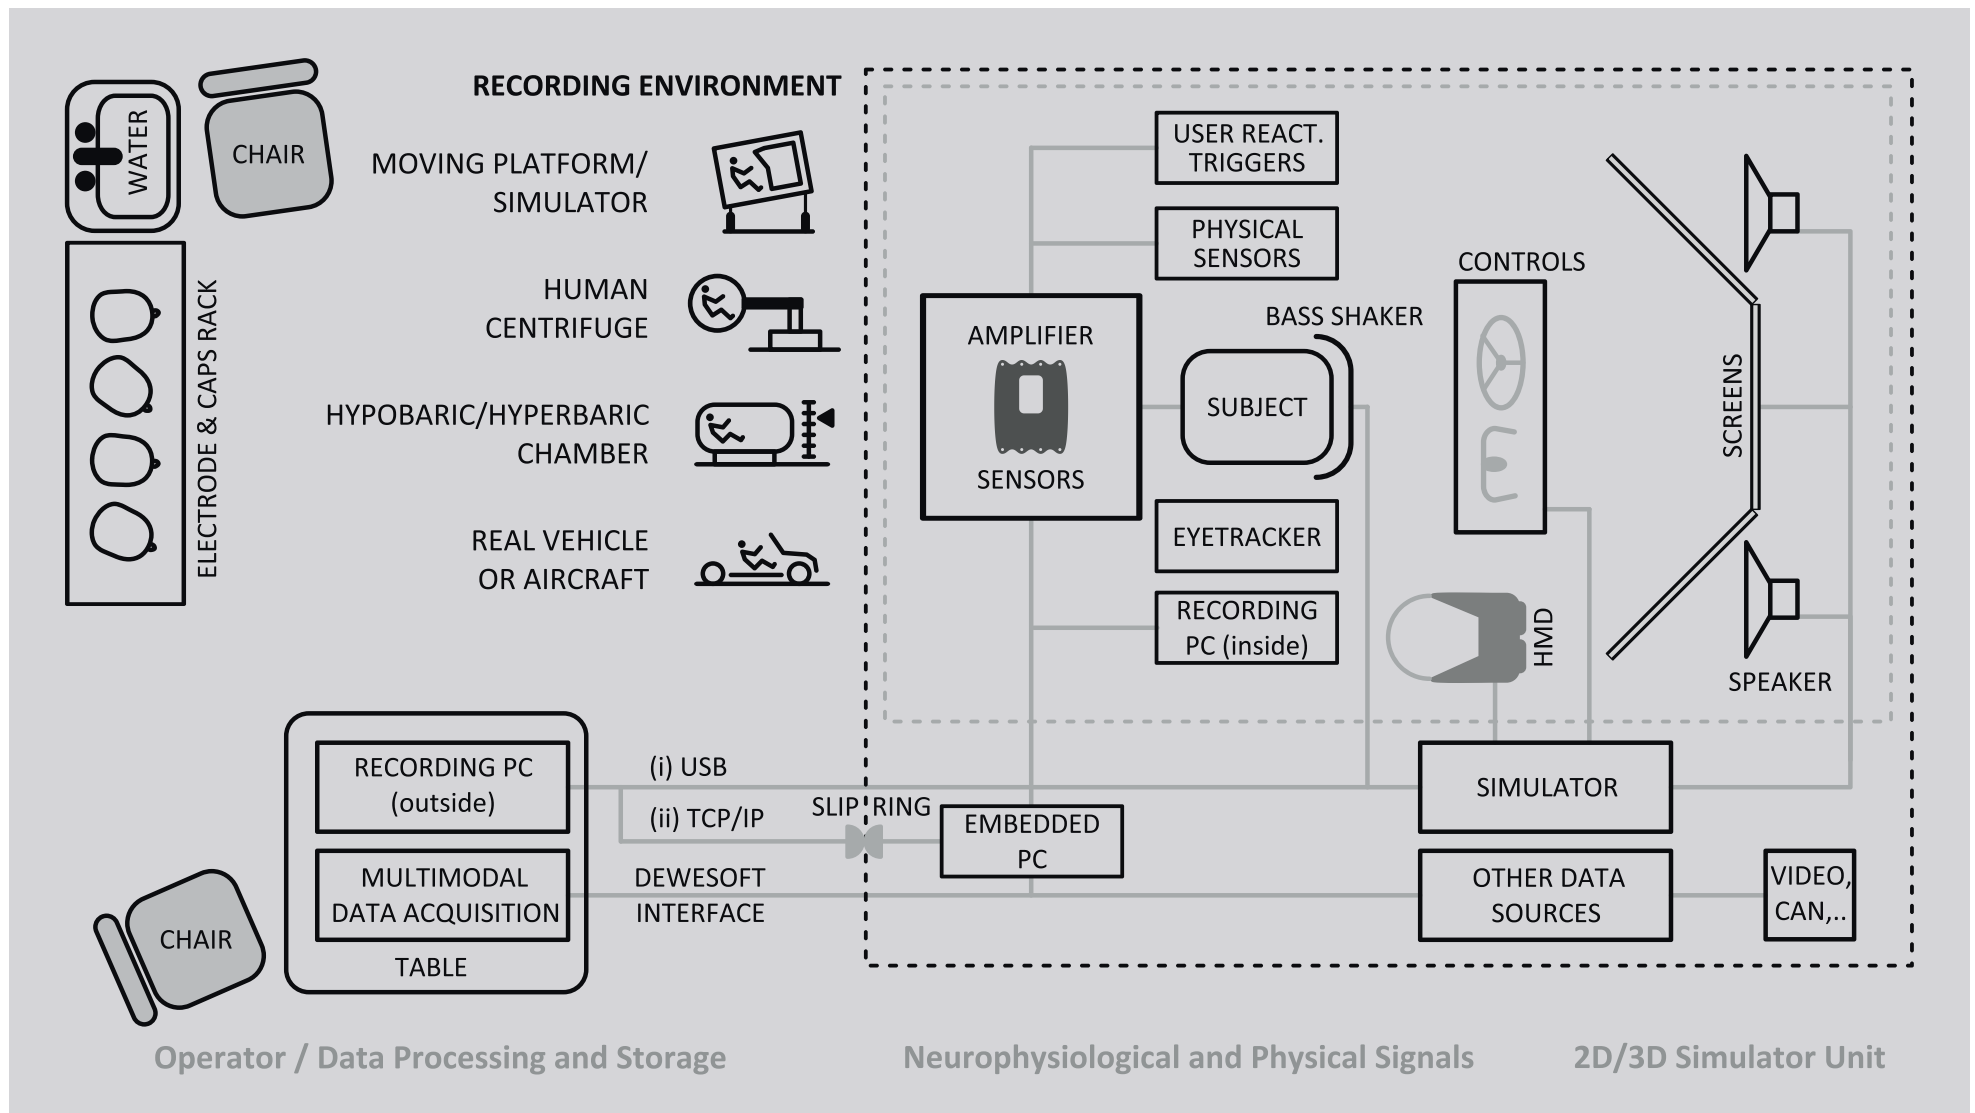 RECORDING ENVIRONMENT
WATER
CHAIR
ELECTRODE & CAPS RACK
MOVING PLATFORM/
SIMULATOR
HUMAN
CENTRIFUGE
HYPOBARIC/HYPERBARIC
CHAMBER
REAL VEHICLE
OR AIRCRAFT
USER REACT.
TRIGGERS
PHYSICAL
SENSORS
AMPLIFIER
SENSORS
BASS SHAKER
SUBJECT
EYETRACKER
RECORDING
PC (inside)
CONTROLS
HMD
SCREENS
SPEAKER
RECORDING PC
(outside)
MULTIMODAL
DATA ACQUISITION
TABLE
CHAIR
(i) USB
(ii) TCP/IP
SLIP RING
DEWESOFT
INTERFACE
EMBEDDED
PC
SIMULATOR
OTHER DATA
SOURCES
VIDEO,
CAN,..
Operator / Data Processing and Storage
Neurophysiological and Physical Signals
2D/3D Simulator Unit